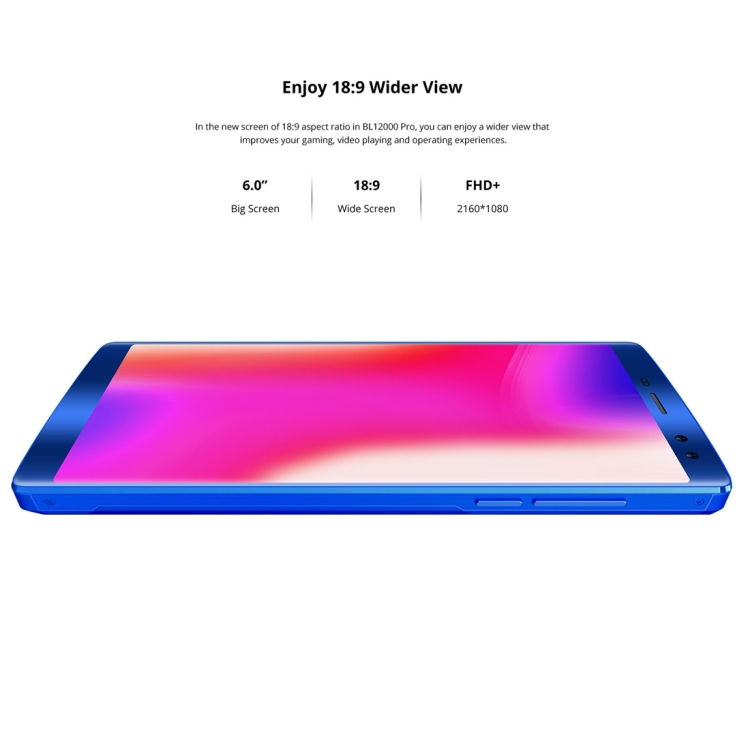 Enjoy 18:9 Wider View
In the new screen of 18:9 aspect ratio in BL12000 Pro, you can enjoy a wider view that
improves your gaming, video playing and operating experiences.
6.0”
18:9
FHD+
Big Screen
Wide Screen
2160*1080